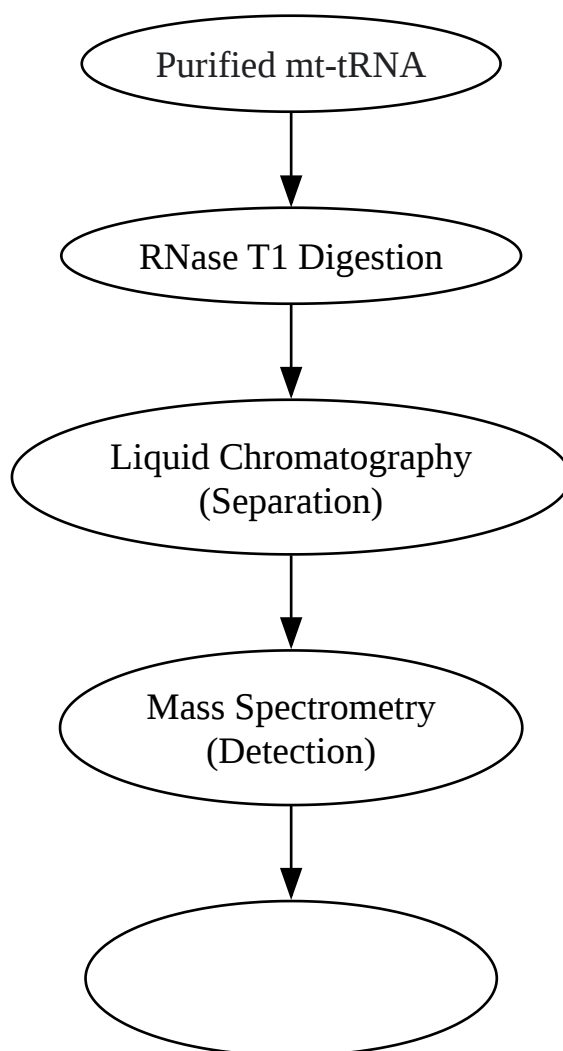 Purified mt-tRNA
RNase T1 Digestion
Liquid Chromatography
(Separation)
Mass Spectrometry
(Detection)